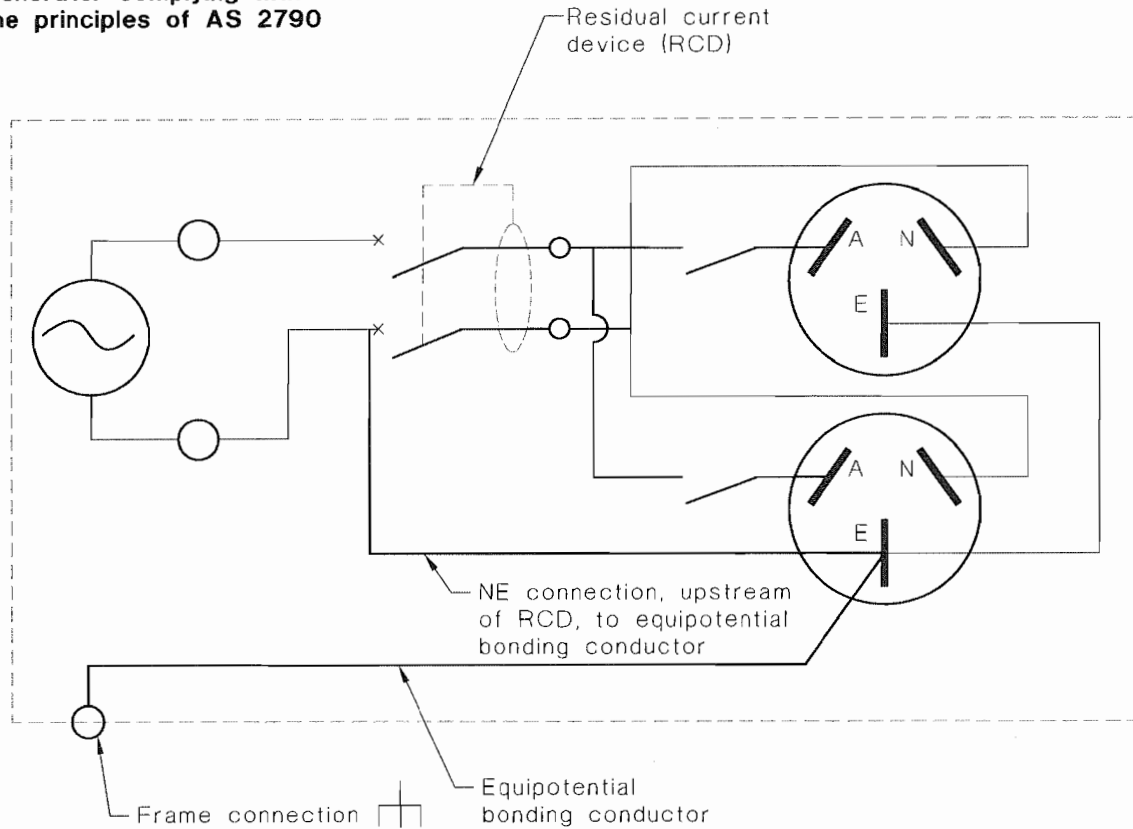 he principles of AS 2790
Residual current
device (RCD)
A N
E
A N
E
NE connection, upstream
of RCD, to equipotential
bonding conductor
Equipotential
bonding conductor
Frame connection